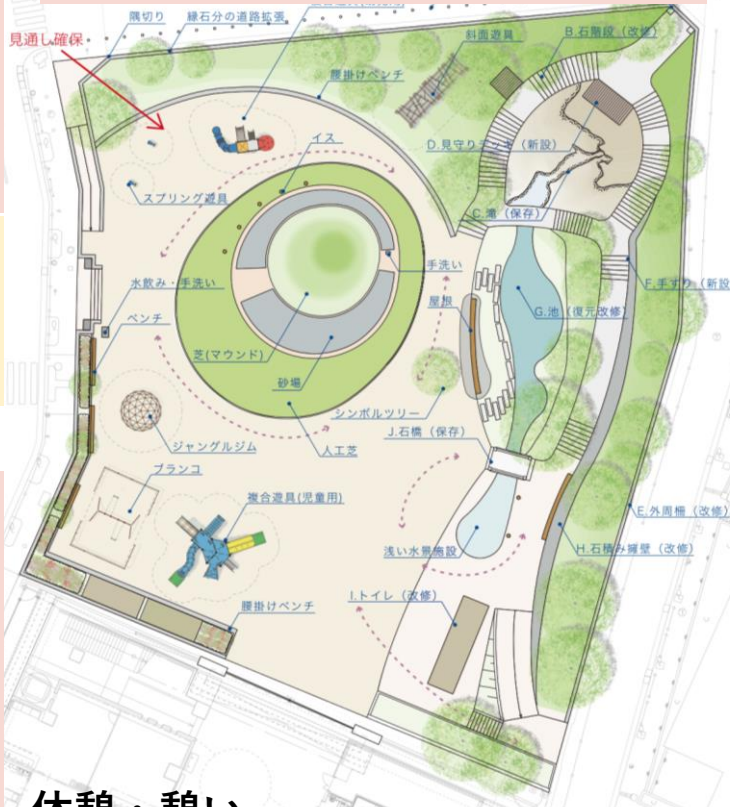 隅切り
縁石分の道路拡張
見通し確保
斜面遊具
B.石階段（改修）
腰掛けベンチ
イス
D.見守りデッキ（新設）
スプリング遊具
C.滝（保存）
手洗い
水飲み・手洗い
屋根
F.手すり（新設
G.池（復元改修）
ベンチ
芝(マウンド)
砂場
シンボルツリー
J.石橋（保存）
人工芝
ジャングルジム
ブランコ
複合遊具(児童用)
E.外周柵（改修）
浅い水景施設
H.石積み擁壁（改修）
I.トイレ（改修）
腰掛けベンチ